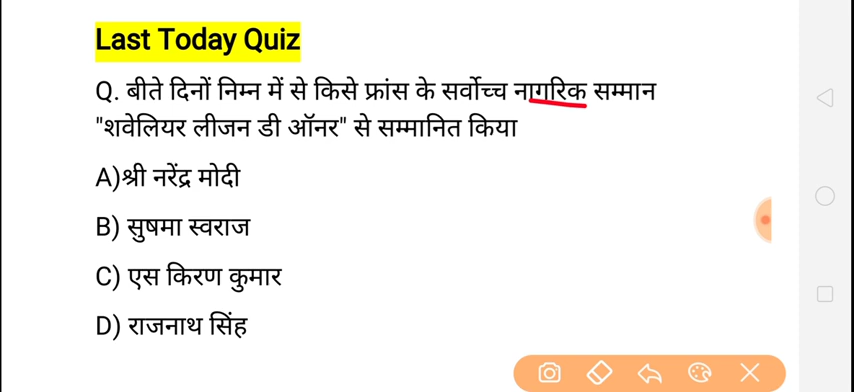 Last Today Quiz
Q. बीते दिनों निम्न में से किसे फ्रांस के सर्वोच्च नागरिक सम्मान
"शवेलियर लीजन डी ऑनर" से सम्मानित किया
A)श्री नरेंद्र मोदी
B) सुषमा स्वराज
C) एस किरण कुमार
D) राजनाथ सिंह